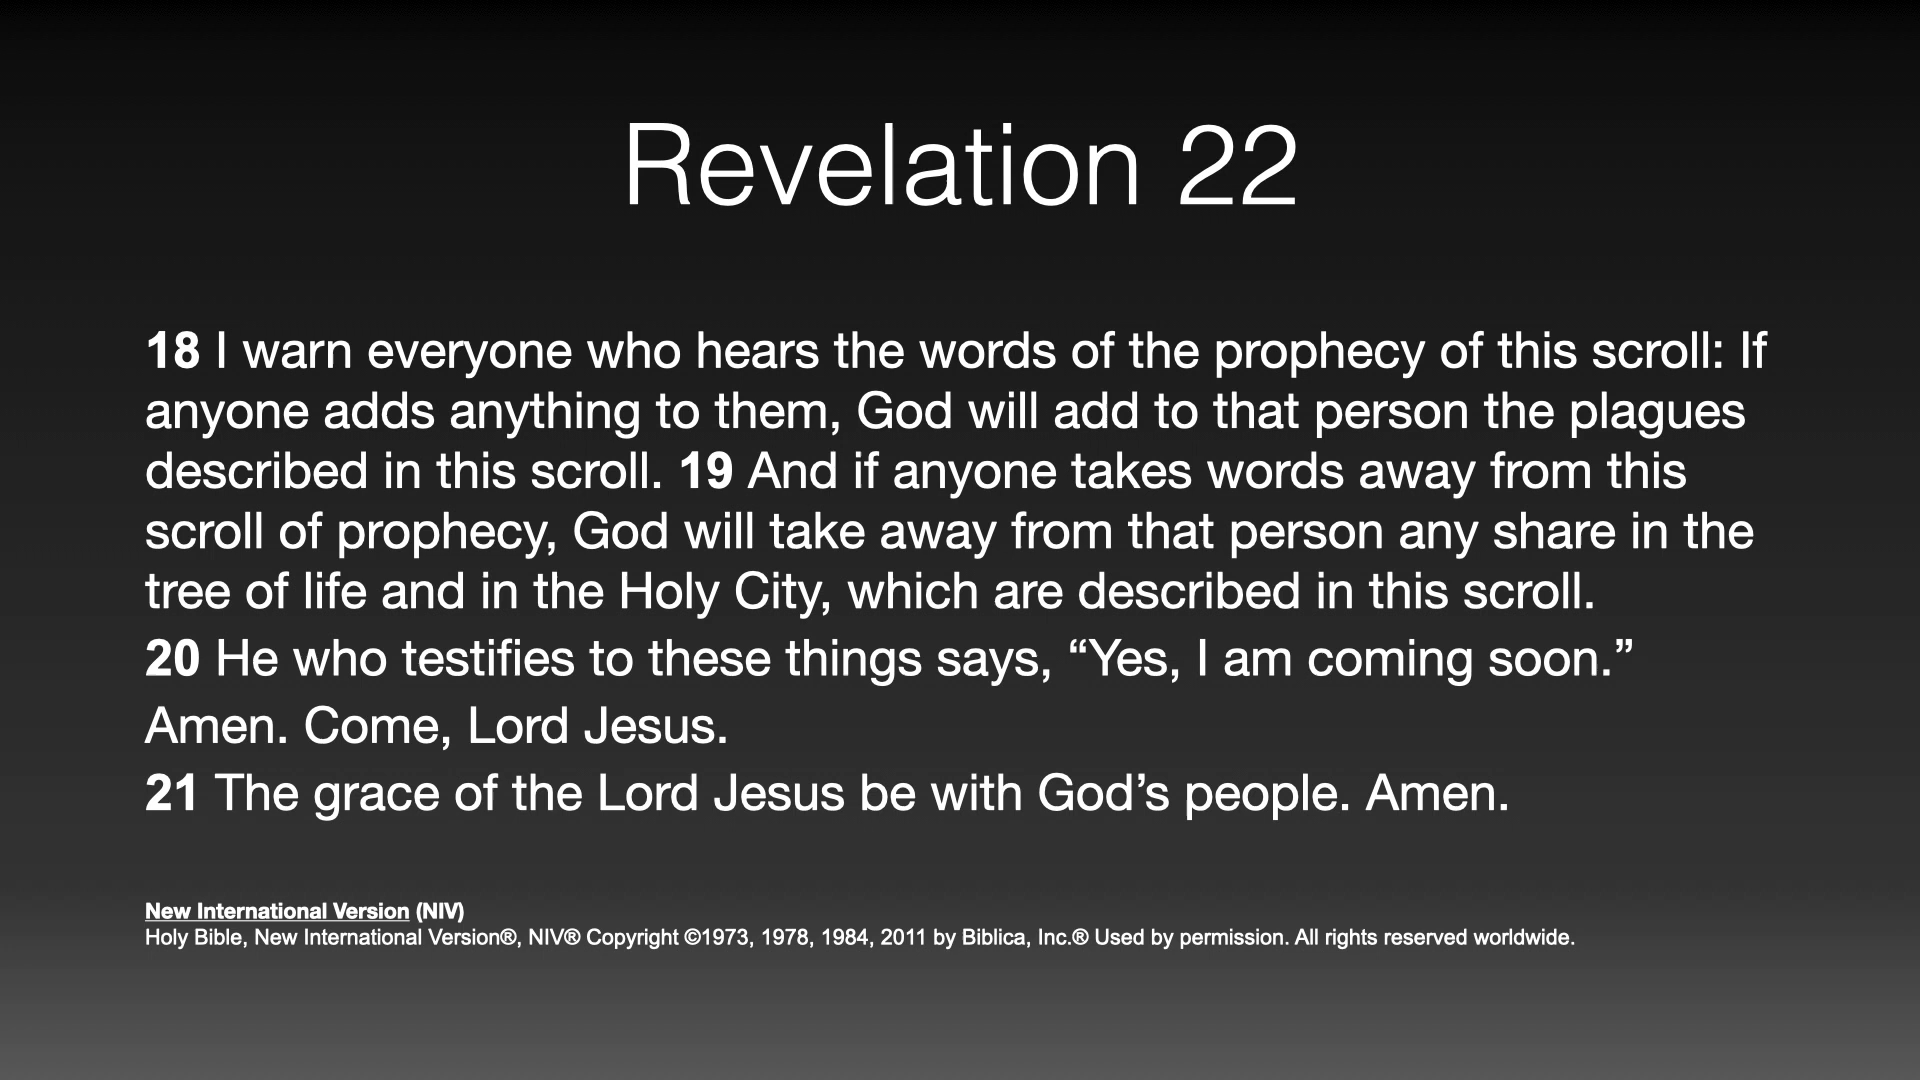 Revelation 22
18 I warn everyone who hears the words of the prophecy of this scroll: If
anyone adds anything to them, God will add to that person the plagues
described in this scroll. 19 And if anyone takes words away from this
scroll of prophecy, God will take away from that person any share in the
tree of life and in the Holy City, which are described in this scroll.
20 He who testifies to these things says, “Yes, I am coming soon.”
Amen. Come, Lord Jesus.
21 The grace of the Lord Jesus be with God’s people. Amen.
New International Version (NIV)
Holy Bible, New International Version®, NIV® Copyright ©1973, 1978, 1984, 2011 by Biblica, Inc.® Used by permission. All rights reserved worldwide.